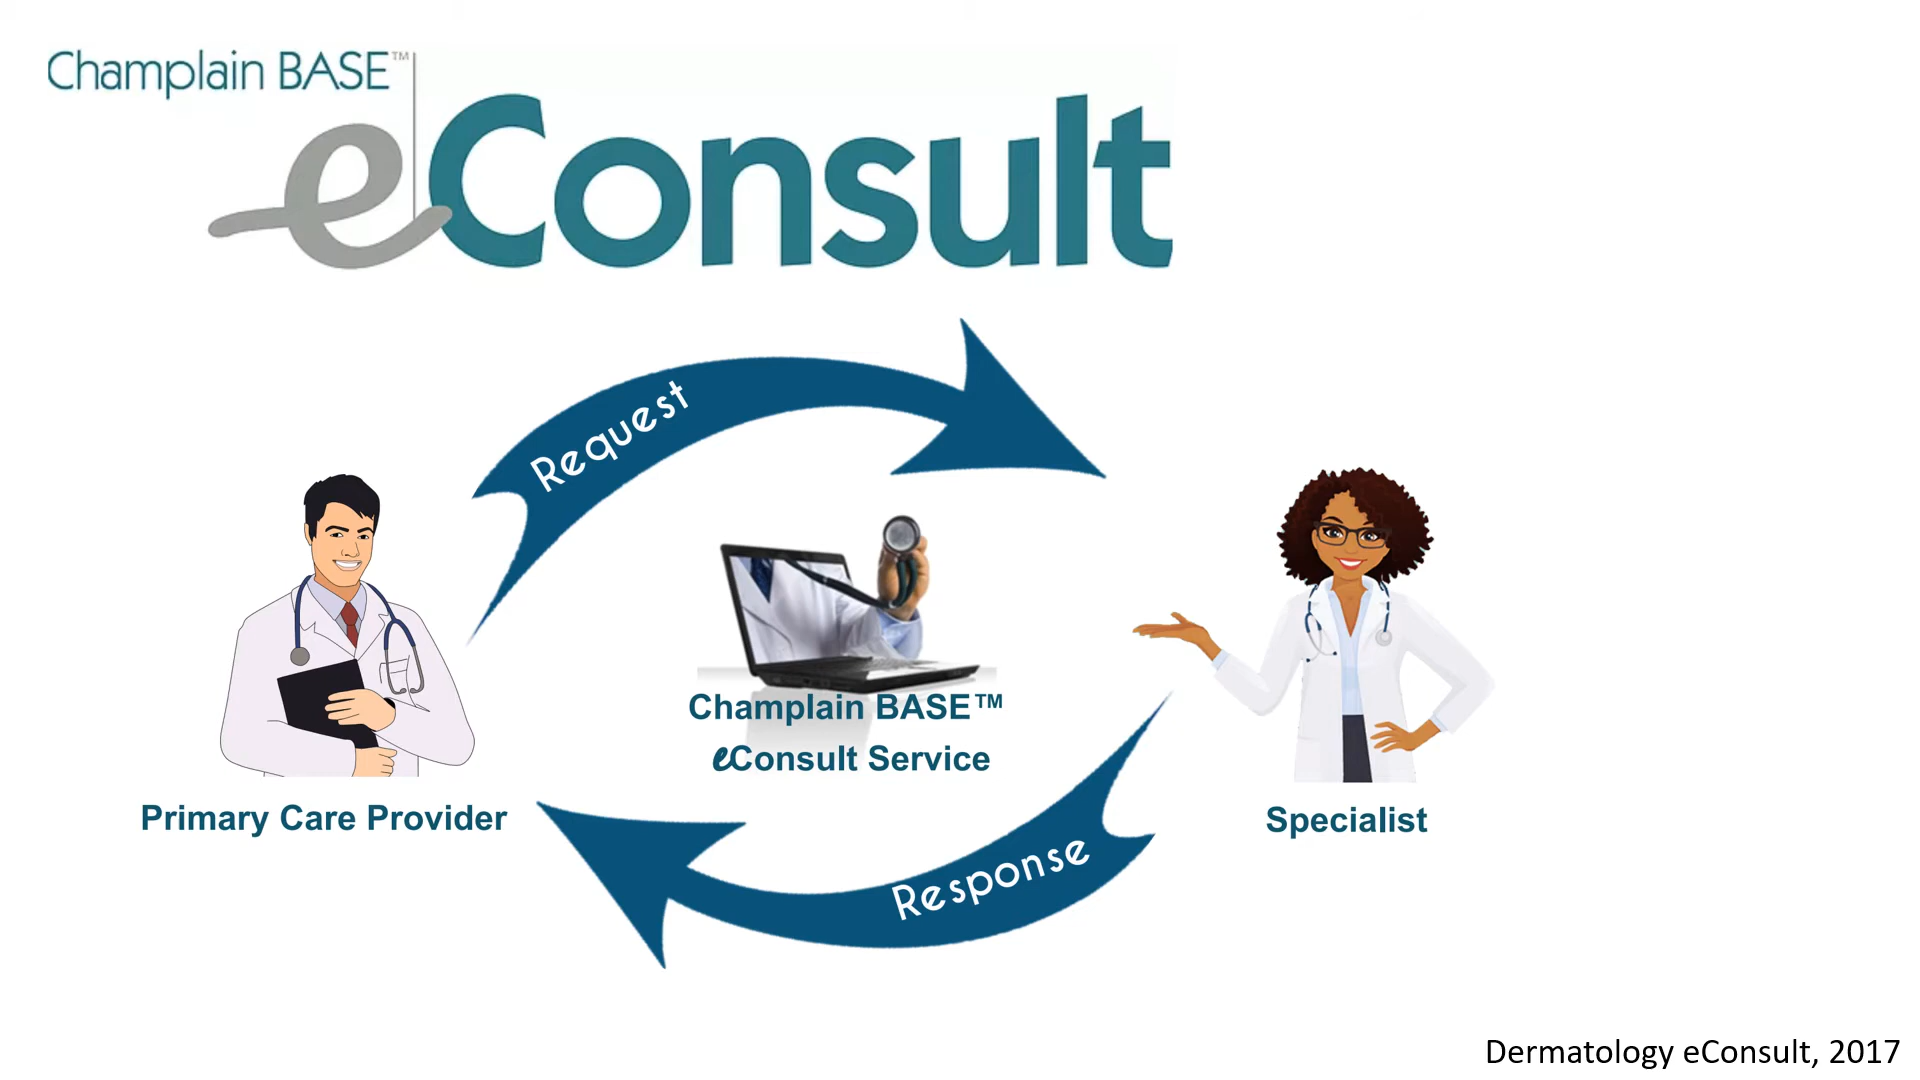 Champlain BASE™
eConsult
Request
Champlain BASE™
eConsult Service
Primary Care Provider
Specialist
Response
Dermatology eConsult, 2017